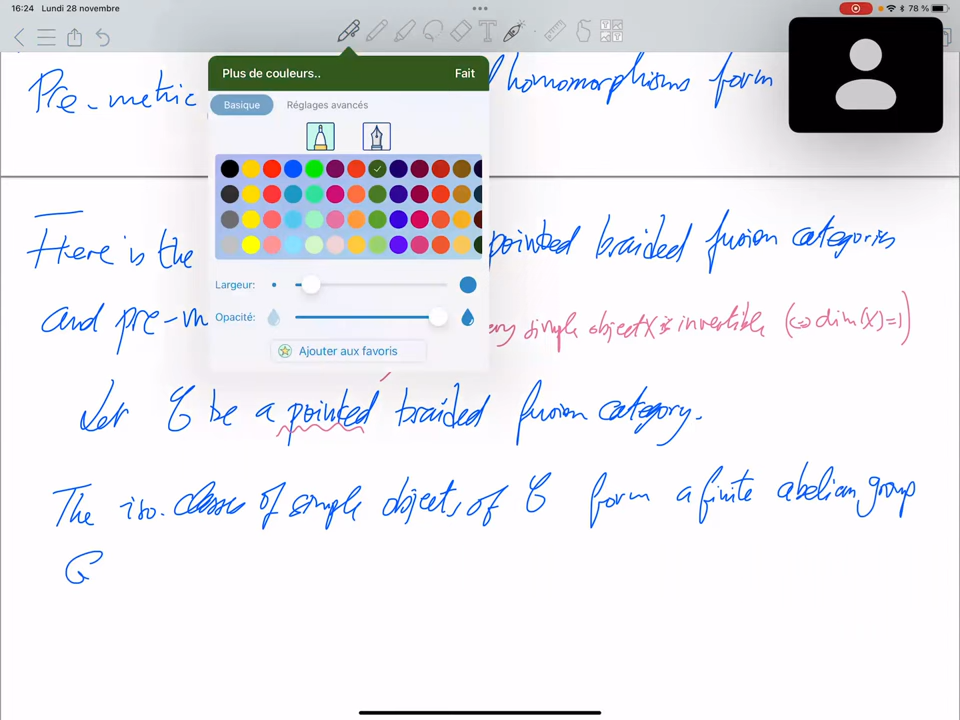 16:24 Lundi 28 novembre
78 %
Plus de couleurs..
Fait
Basique
Réglages avancés
Largeur:
Opacité:
Ajouter aux favoris
Pre-metric homomorphisms form
Here is the pointed braided fusion categories
and pre-m
simple object X is invertible (⇔ dim(X)=1)
Let C be a pointed braided fusion category.
The iso. classes of simple objects of C form a finite abelian group
G